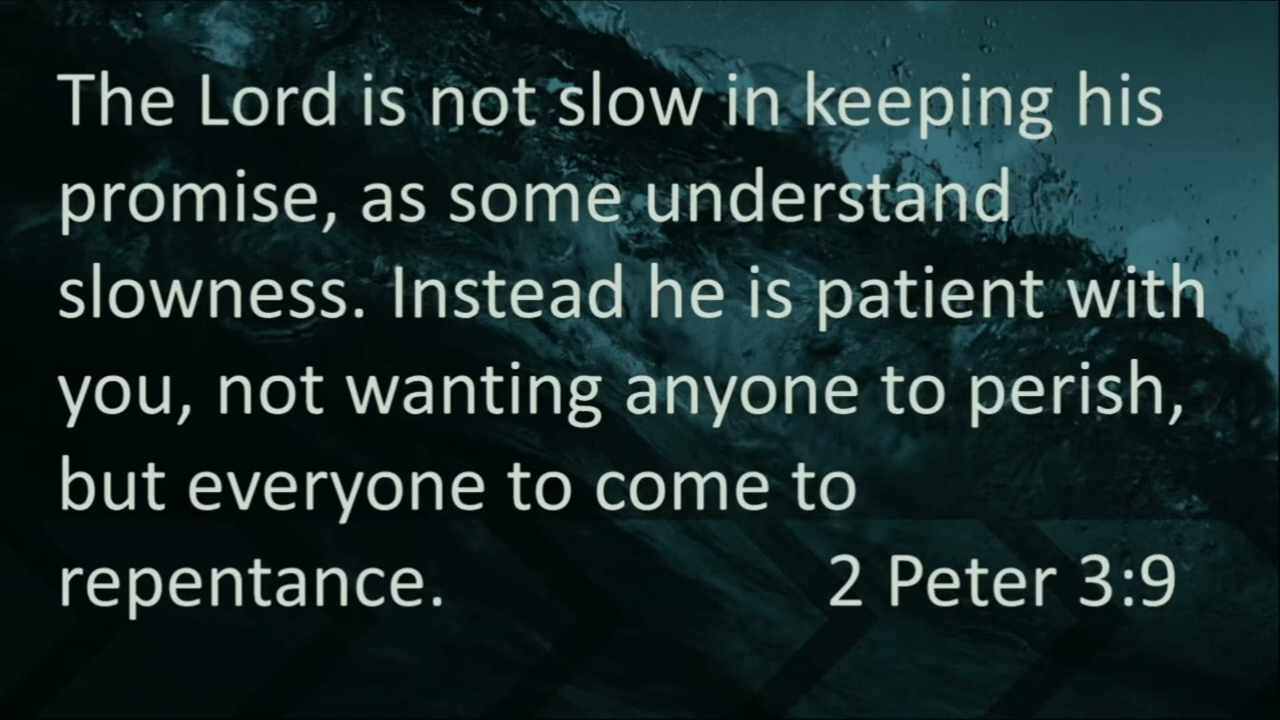 The Lord is not slow in keeping his
promise, as some understand
slowness. Instead he is patient with
you, not wanting anyone to perish,
but everyone to come to
repentance. 2 Peter 3:9